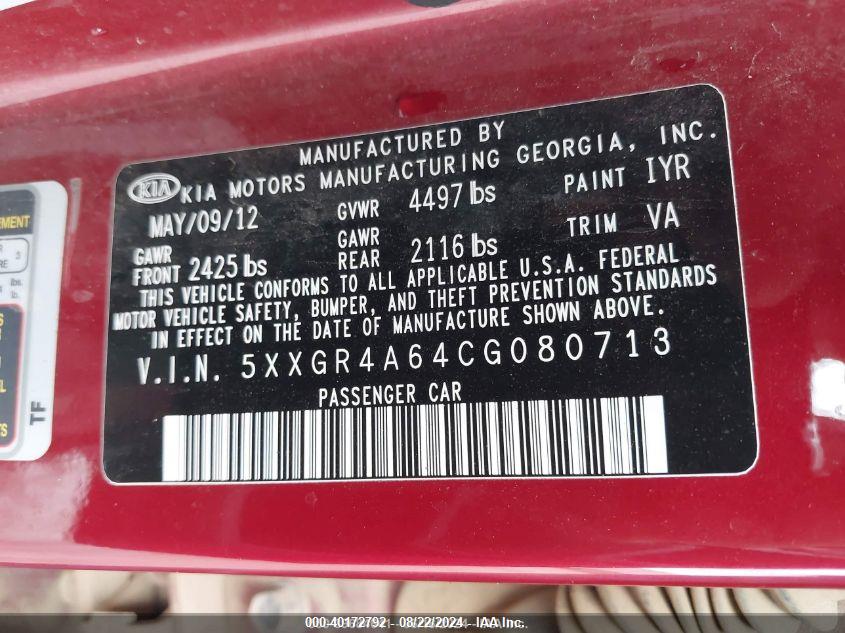 MANUFACTURED BY
KIA KIA MOTORS MANUFACTURING GEORGIA, INC.
MAY/09/12 GVWR 4497 lbs PAINT IYR
GAWR FRONT 2425 lbs GAWR REAR 2116 lbs TRIM VA
THIS VEHICLE CONFORMS TO ALL APPLICABLE U.S.A. FEDERAL
MOTOR VEHICLE SAFETY, BUMPER, AND THEFT PREVENTION STANDARDS
IN EFFECT ON THE DATE OF MANUFACTURE SHOWN ABOVE.
V.I.N. 5XXGR4A64CG080713
PASSENGER CAR
TF
000-40172792 - 08/22/2024 - IAA Inc.